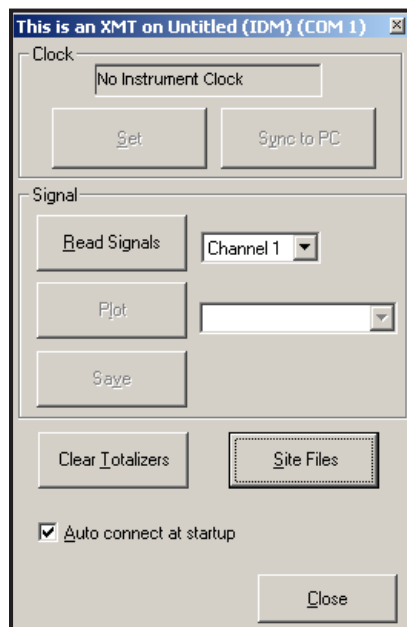 This is an XMT on Untitled (IDM) (COM 1)
Clock
No Instrument Clock
Set
Sync to PC
Signal
Read Signals
Channel 1
Plot
Save
Clear Totalizers
Site Files
Auto connect at startup
Close